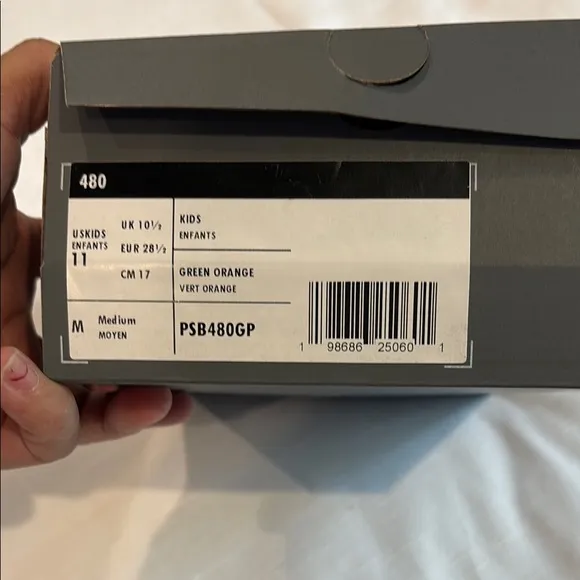 480
USKIDS
ENFANTS
11
UK 10½
EUR 28½
CM 17
KIDS
ENFANTS
GREEN ORANGE
VERT ORANGE
M Medium
MOYEN
PSB480GP
1 98686 25060 1